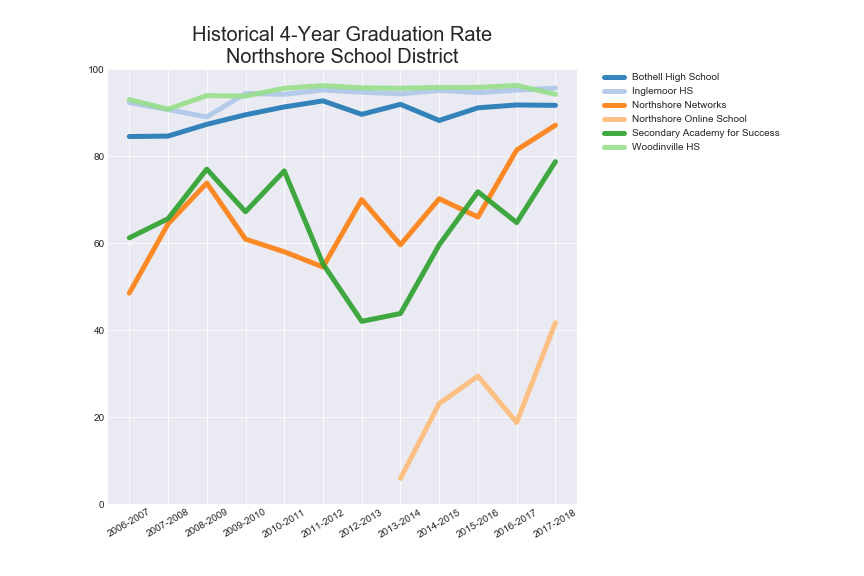 Historical 4-Year Graduation Rate
Northshore School District
100
80
60
40
20
0
2006-2007
2007-2008
2008-2009
2009-2010
2010-2011
2011-2012
2012-2013
2013-2014
2014-2015
2015-2016
2016-2017
2017-2018
Bothell High School
Inglemoor HS
Northshore Networks
Northshore Online School
Secondary Academy for Success
Woodinville HS